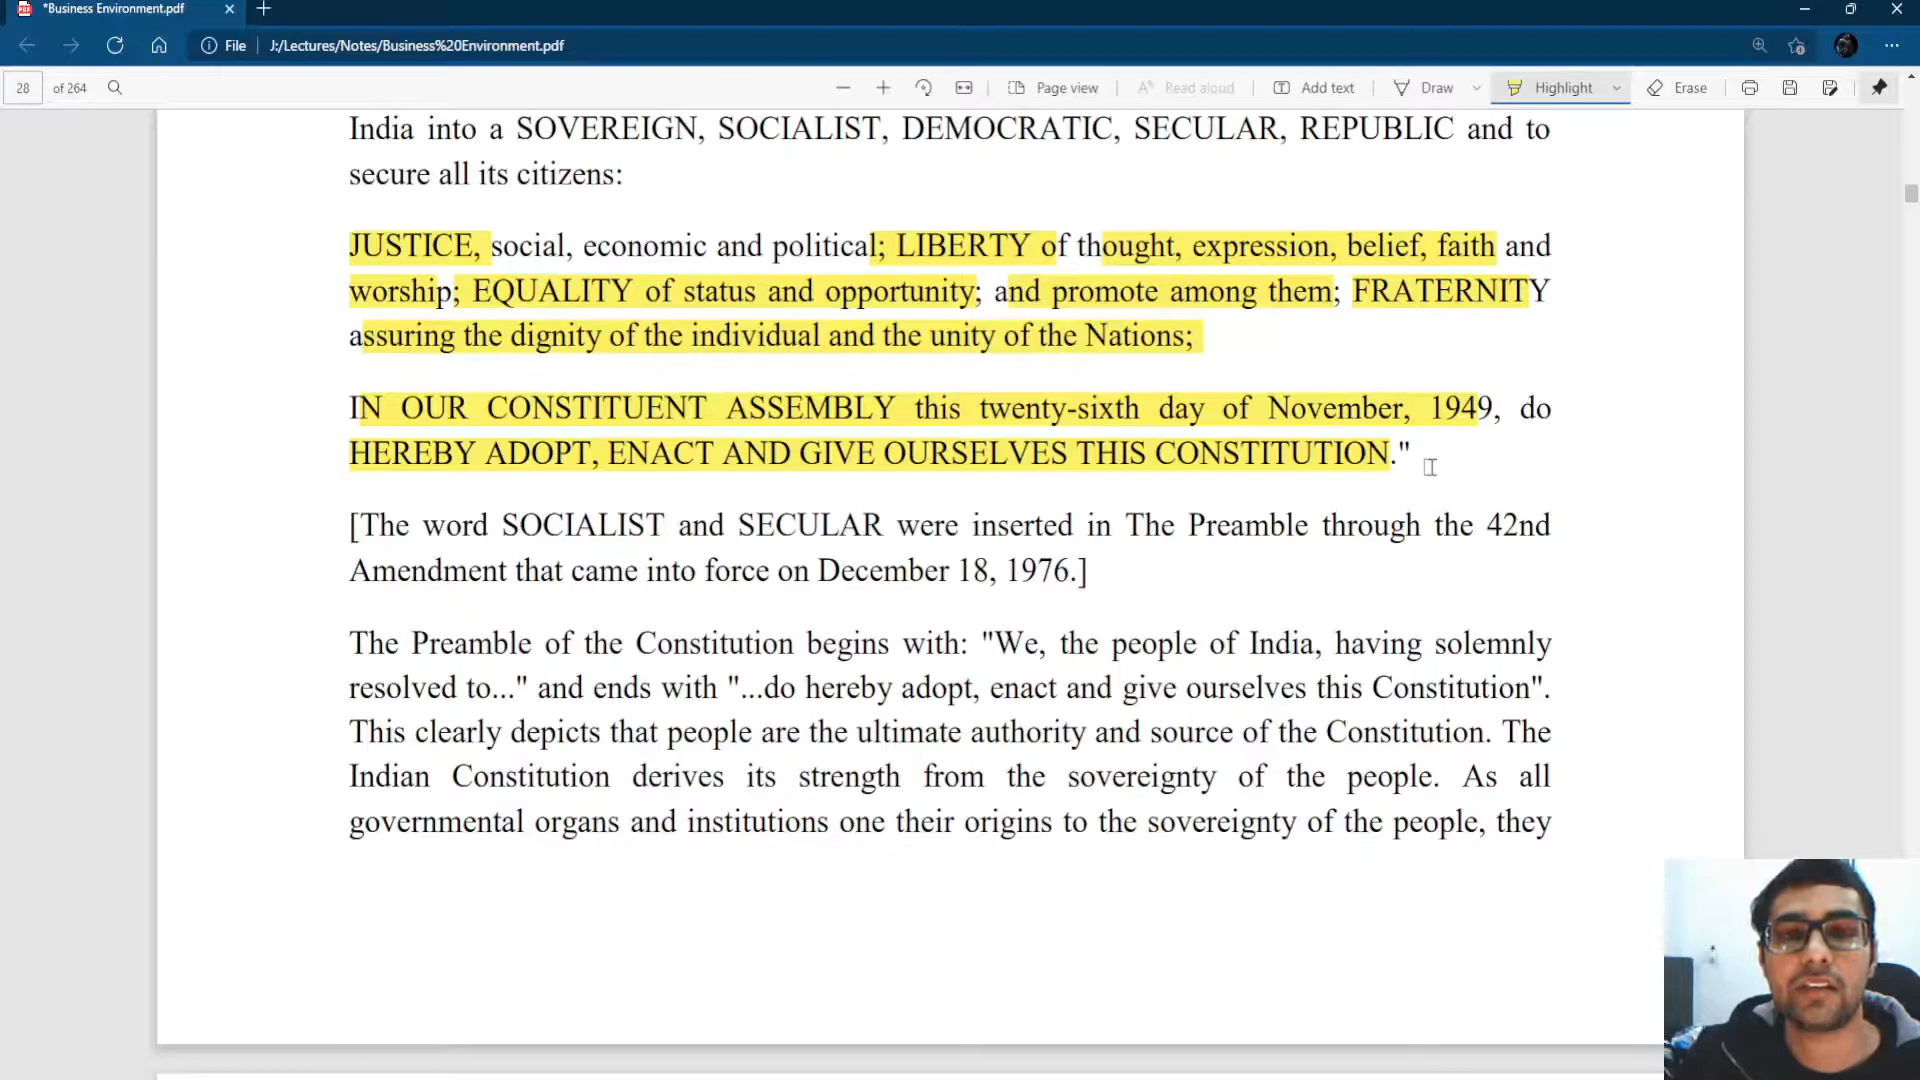 *Business Environment.pdf
File
J:/Lectures/Notes/Business%20Environment.pdf
28 of 264
Page view
Read aloud
Add text
Draw
Highlight
Erase
India into a SOVEREIGN, SOCIALIST, DEMOCRATIC, SECULAR, REPUBLIC and to
secure all its citizens:
JUSTICE, social, economic and political; LIBERTY of thought, expression, belief, faith and
worship; EQUALITY of status and opportunity; and promote among them; FRATERNITY
assuring the dignity of the individual and the unity of the Nations;
IN OUR CONSTITUENT ASSEMBLY this twenty-sixth day of November, 1949, do
HEREBY ADOPT, ENACT AND GIVE OURSELVES THIS CONSTITUTION."
[The word SOCIALIST and SECULAR were inserted in The Preamble through the 42nd
Amendment that came into force on December 18, 1976.]
The Preamble of the Constitution begins with: "We, the people of India, having solemnly
resolved to..." and ends with "...do hereby adopt, enact and give ourselves this Constitution".
This clearly depicts that people are the ultimate authority and source of the Constitution. The
Indian Constitution derives its strength from the sovereignty of the people. As all
governmental organs and institutions one their origins to the sovereignty of the people, they